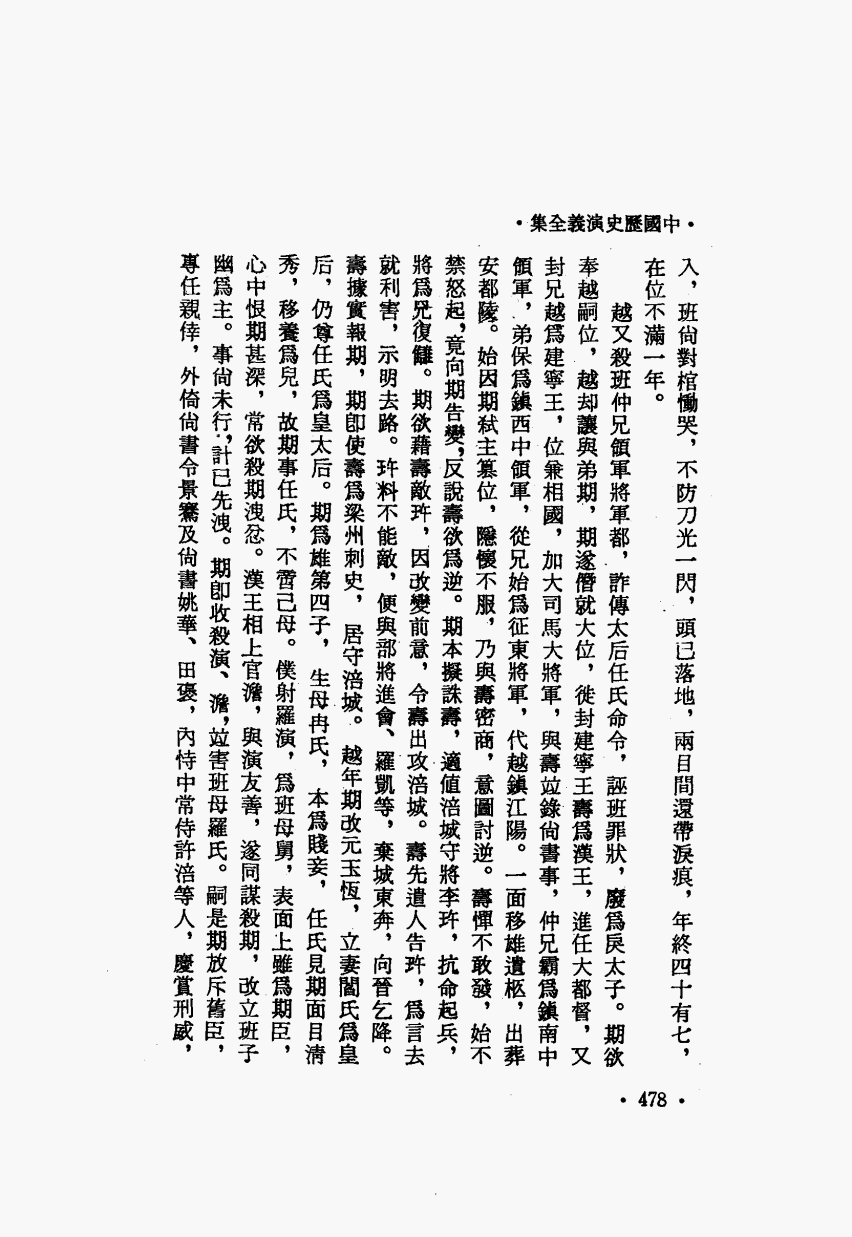 •中國歷史演義全集•
入，班尙對棺慟哭，不防刀光一閃，頭已落地，兩目間還帶淚痕，年終四十有七，
在位不滿一年。
越又殺班仲兄領軍將軍都，詐傳太后任氏命令，誣班罪狀，廢爲戾太子。期欲
奉越嗣位，越却讓與弟期，期遂僭就大位，徙封建寧王壽爲漢王，進任大都督，又
封兄越爲建寧王，位兼相國，加大司馬大將軍，與壽竝錄尙書事，仲兄霸爲鎮南中
領軍，弟保爲鎮西中領軍，從兄始爲征東將軍，代越鎮江陽。一面移雄遺柩，出葬
安都陵。始因期弒主篡位，隱懷不服，乃與壽密商，意圖討逆。壽憚不敢發，始不
禁怒起，竟向期告變，反說壽欲爲逆。期本擬誅壽，適值涪城守將李玝，抗命起兵，
將爲兄復讎。期欲藉壽敵玝，因改變前意，令壽出攻涪城。壽先遣人告玝，爲言去
就利害，示明去路。玝料不能敵，便與部將進會、羅凱等，棄城東奔，向晉乞降。
壽據實報期，期卽使壽爲梁州刺史，居守涪城。越年期改元玉恆，立妻閻氏爲皇
后，仍尊任氏爲皇太后。期爲雄第四子，生母冉氏，本爲賤妾，任氏見期面目淸
秀，移養爲兒，故期事任氏，不啻己母。僕射羅演，爲班母舅，表面上雖爲期臣，
心中恨期甚深，常欲殺期洩忿。漢王相上官澹，與演友善，遂同謀殺期，改立班子
幽爲主。事尙未行，計已先洩。期卽收殺演、澹，竝害班母羅氏。嗣是期放斥舊臣，
專任親倖，外倚尙書令景騫及尙書姚華、田褒，內恃中常侍許涪等人，慶賞刑威，
•478•